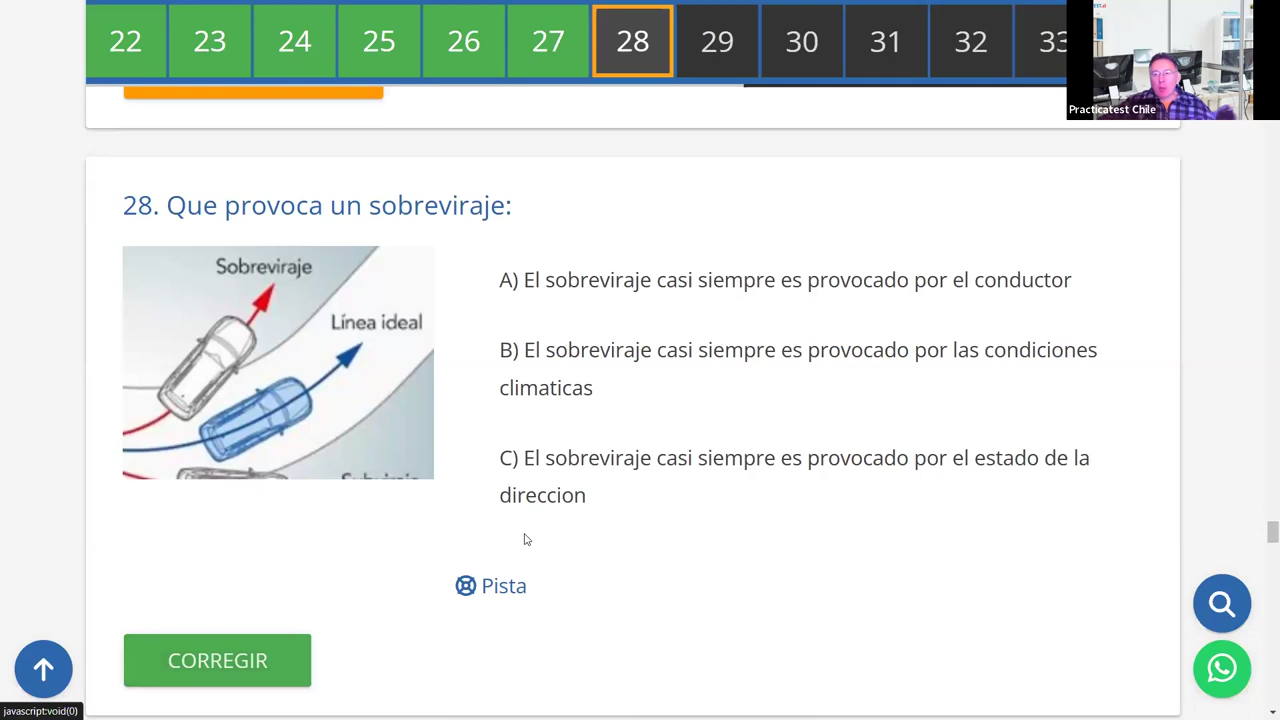 22 23 24 25 26 27 28 29 30 31 32 33
Practicatest Chile
28. Que provoca un sobreviraje:
Sobreviraje
Línea ideal
A) El sobreviraje casi siempre es provocado por el conductor
B) El sobreviraje casi siempre es provocado por las condiciones
climaticas
C) El sobreviraje casi siempre es provocado por el estado de la
direccion
Pista
CORREGIR
javascript:void(0)